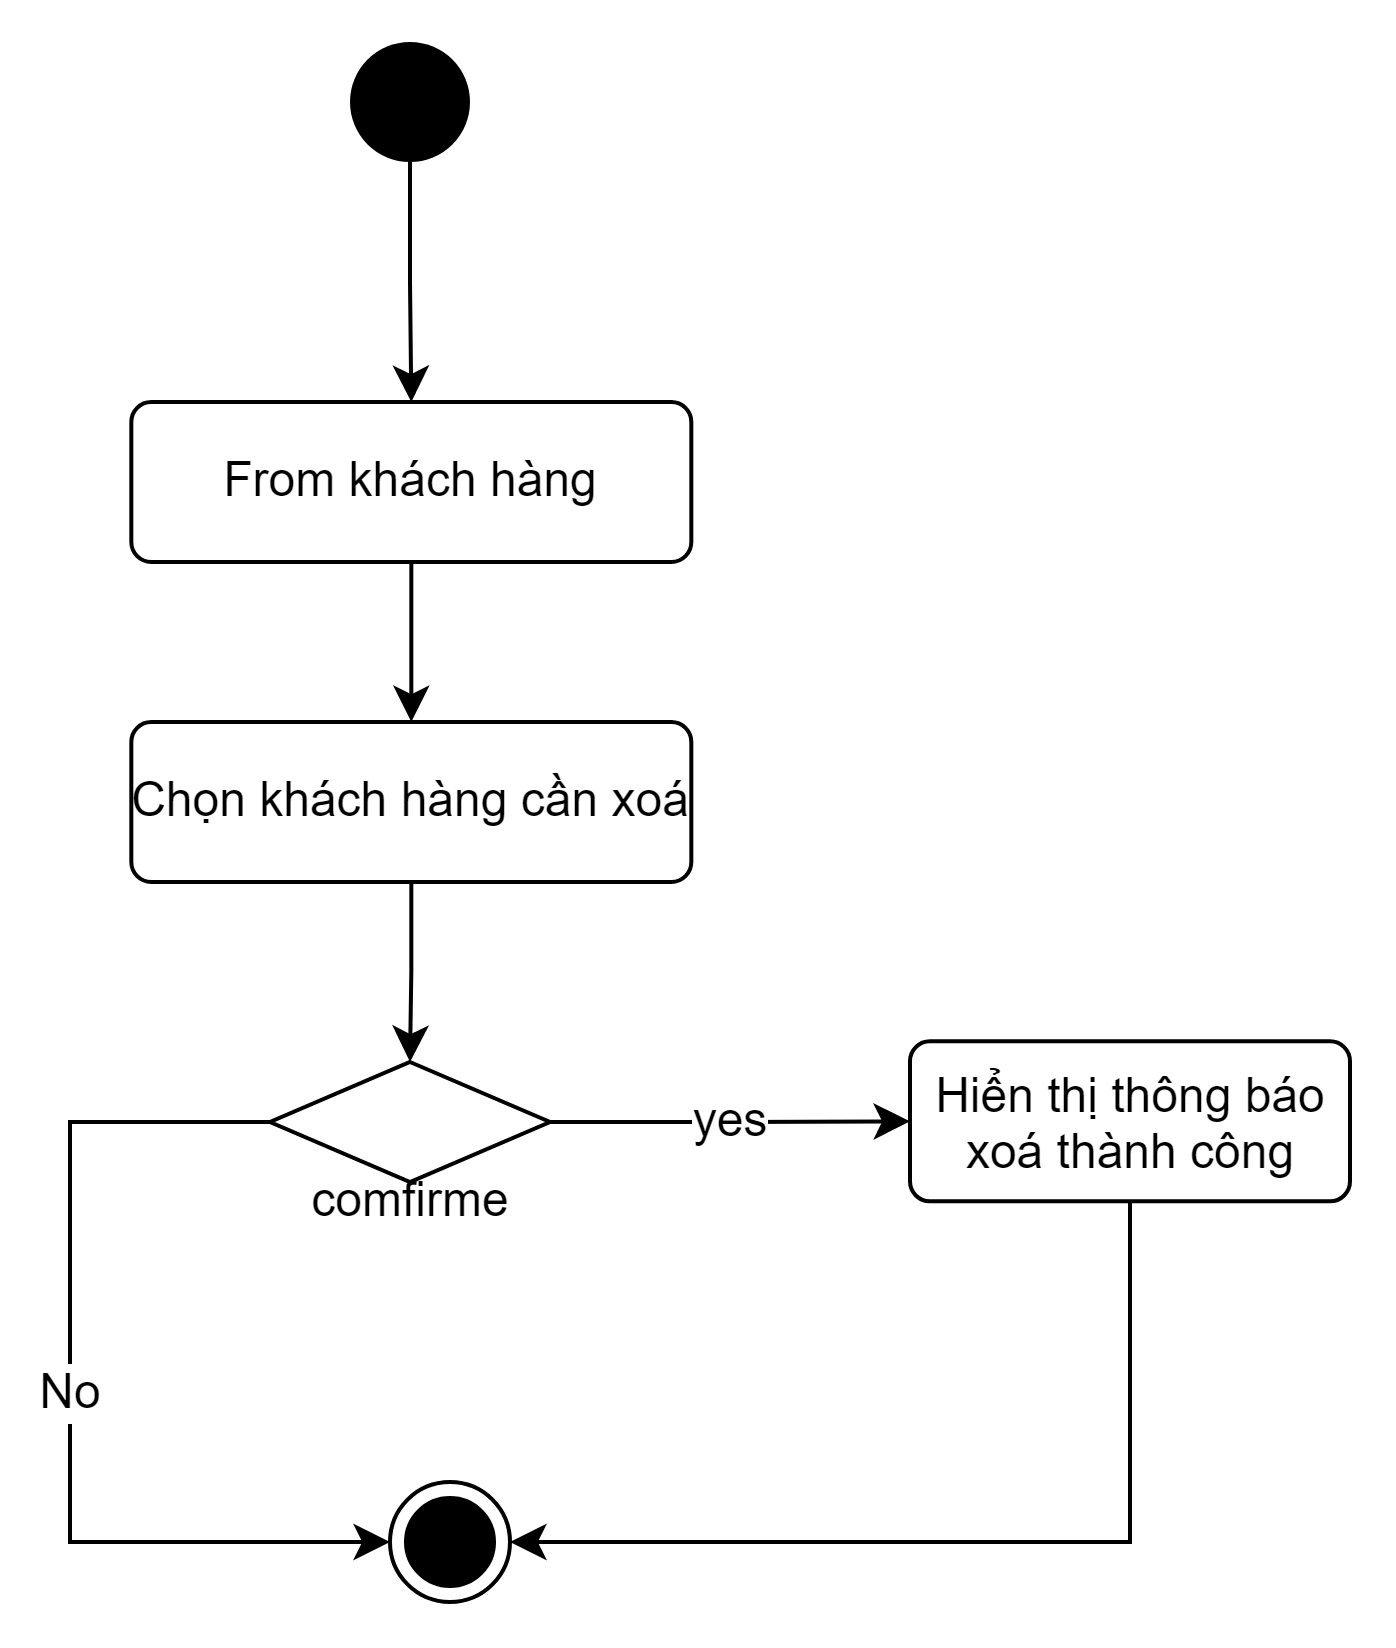 From khách hàng
Chọn khách hàng cần xoá
yes
Hiển thị thông báo
xoá thành công
comfirme
No